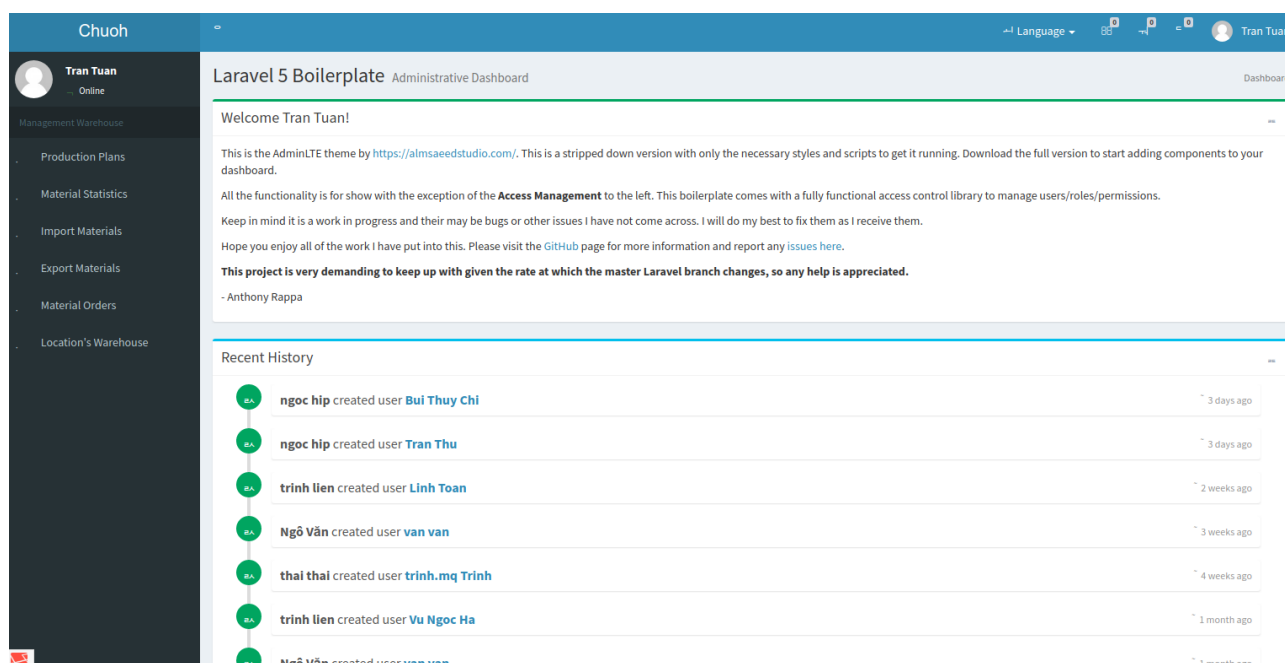 Chuoh
Language
0
0
0
Tran Tuan
Tran Tuan
Online
Management Warehouse
Production Plans
Material Statistics
Import Materials
Export Materials
Material Orders
Location's Warehouse
Laravel 5 Boilerplate Administrative Dashboard
Welcome Tran Tuan!
This is the AdminLTE theme by https://almsaeedstudio.com/. This is a stripped down version with only the necessary styles and scripts to get it running. Download the full version to start adding components to your
dashboard.
All the functionality is for show with the exception of the Access Management to the left. This boilerplate comes with a fully functional access control library to manage users/roles/permissions.
Keep in mind it is a work in progress and their may be bugs or other issues I have not come across. I will do my best to fix them as I receive them.
Hope you enjoy all of the work I have put into this. Please visit the GitHub page for more information and report any issues here.
This project is very demanding to keep up with given the rate at which the master Laravel branch changes, so any help is appreciated.
- Anthony Rappa
Recent History
ngoc hip created user Bui Thuy Chi 3 days ago
ngoc hip created user Tran Thu 3 days ago
trinh lien created user Linh Toan 2 weeks ago
Ngô Văn created user van van 3 weeks ago
thai thai created user trinh.mq Trinh 4 weeks ago
trinh lien created user Vu Ngoc Ha 1 month ago
Ngô Văn created user van van 1 month ago